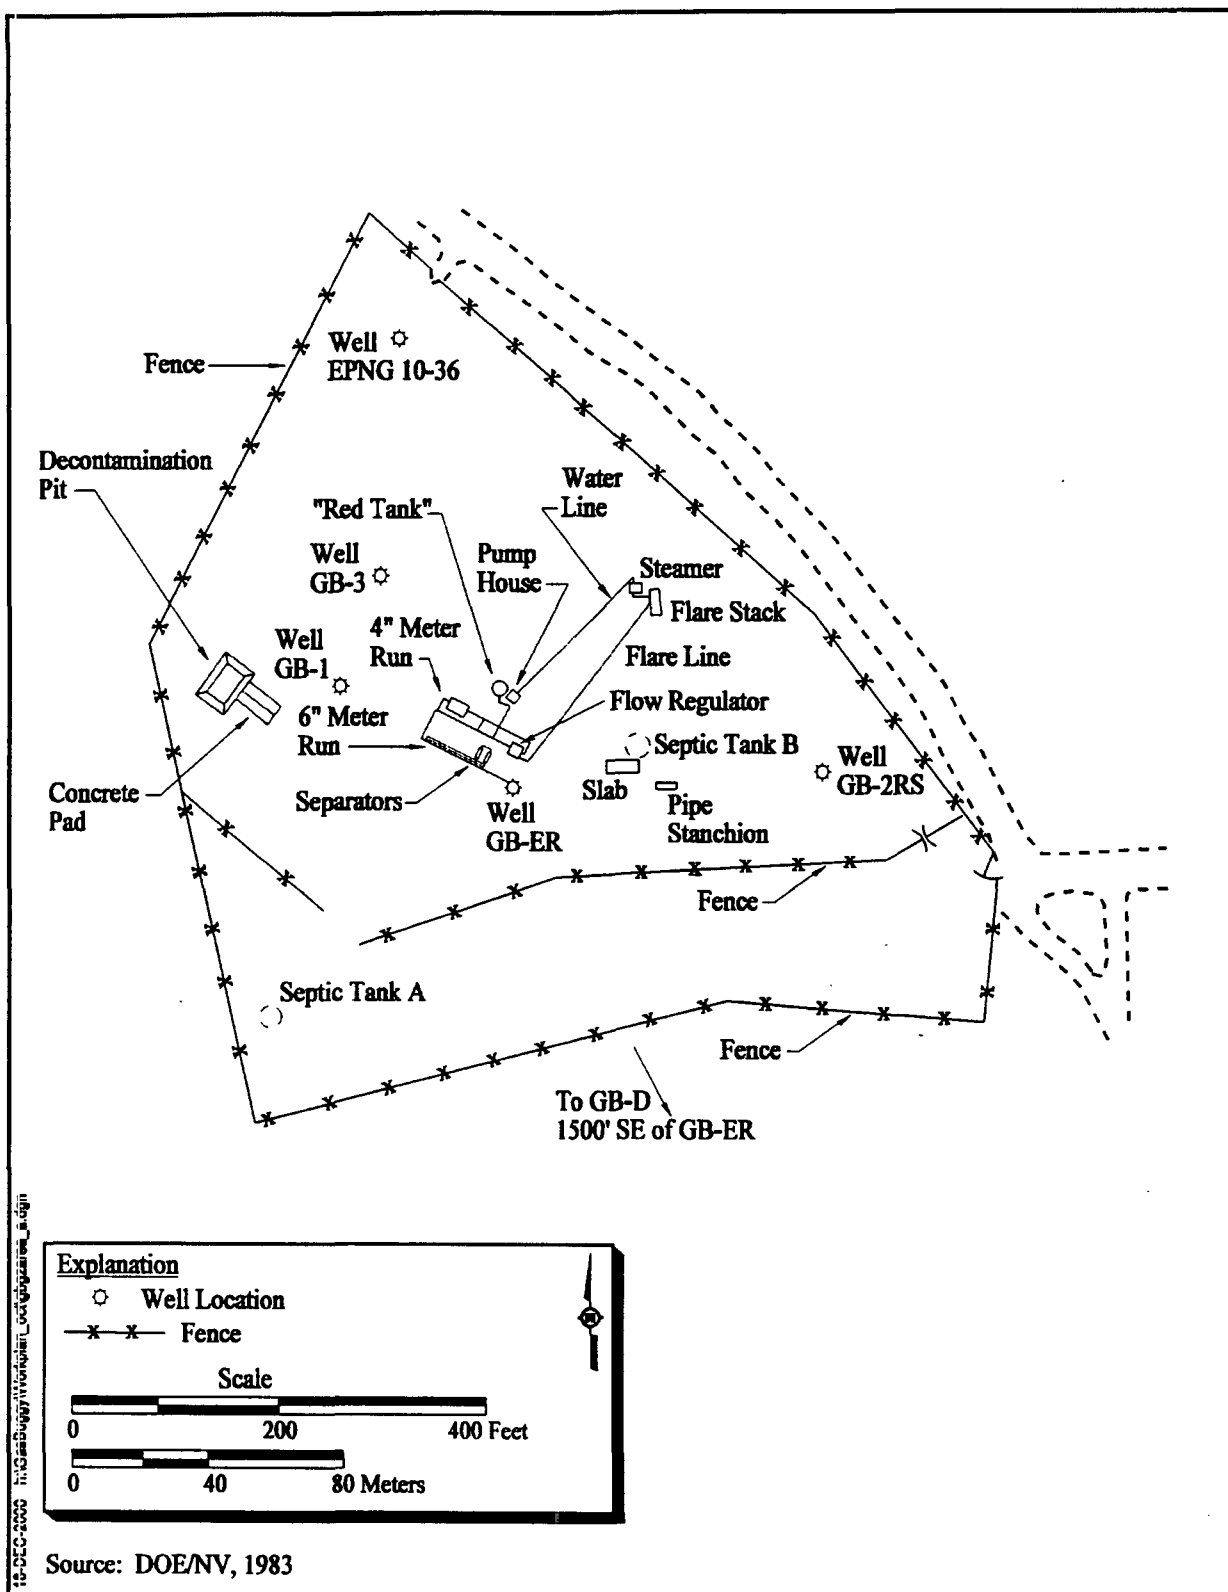 Well
EPNG 10-36
Fence
Decontamination
Pit
Water
Line
"Red Tank"
Well
GB-3
Pump
House
Steamer
Flare Stack
4" Meter
Run
Well
GB-1
Flare Line
Flow Regulator
6" Meter
Run
Septic Tank B
Well
GB-2RS
Slab
Concrete
Pad
Separators
Well
GB-ER
Pipe
Stanchion
Fence
Septic Tank A
Fence
To GB-D
1500' SE of GB-ER
Explanation
Well Location
Fence
Scale
0 200 400 Feet
0 40 80 Meters
Source: DOE/NV, 1983